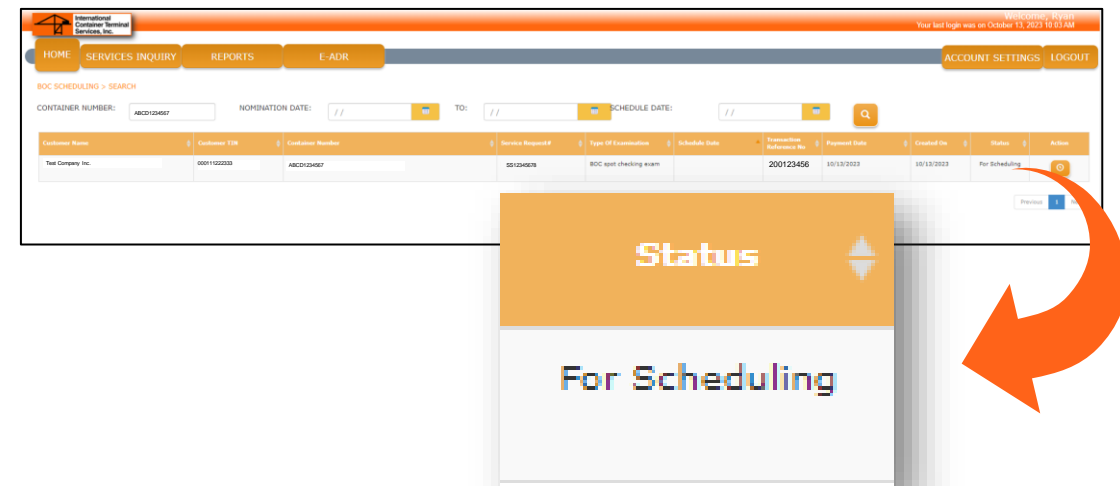 International
Container Terminal
Services, Inc.
Welcome, Ryan
Your last login was on October 13, 2023 10:03 AM
HOME SERVICES INQUIRY REPORTS E-ADR ACCOUNT SETTINGS LOGOUT
BOC SCHEDULING > SEARCH
CONTAINER NUMBER: ABCD1234567 NOMINATION DATE: / / TO: / / SCHEDULE DATE: / /
Customer Name Customer TIN Container Number Service Request# Type Of Examination Schedule Date Transaction Reference No Payment Date Created On Status Action
Test Company Inc. 000111222333 ABCD1234567 SS12345678 BOC spot checking exam 200123456 10/13/2023 10/13/2023 For Scheduling
Previous 1
Status
For Scheduling